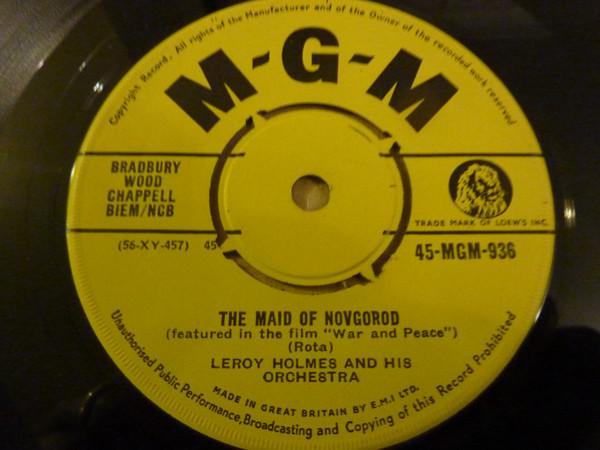 Copyright Record. All rights of the Manufacturer and of the Owner of the recorded work reserved
M-G-M
BRADBURY
WOOD
CHAPPELL
BIEM/NCB
TRADE MARK OF LOEW'S INC.
(56-XY-457) 45
45-MGM-936
THE MAID OF NOVGOROD
(featured in the film "War and Peace")
(Rota)
LEROY HOLMES AND HIS
ORCHESTRA
MADE IN GREAT BRITAIN BY E.M.I LTD.
Unauthorised Public Performance, Broadcasting and Copying of this Record Prohibited